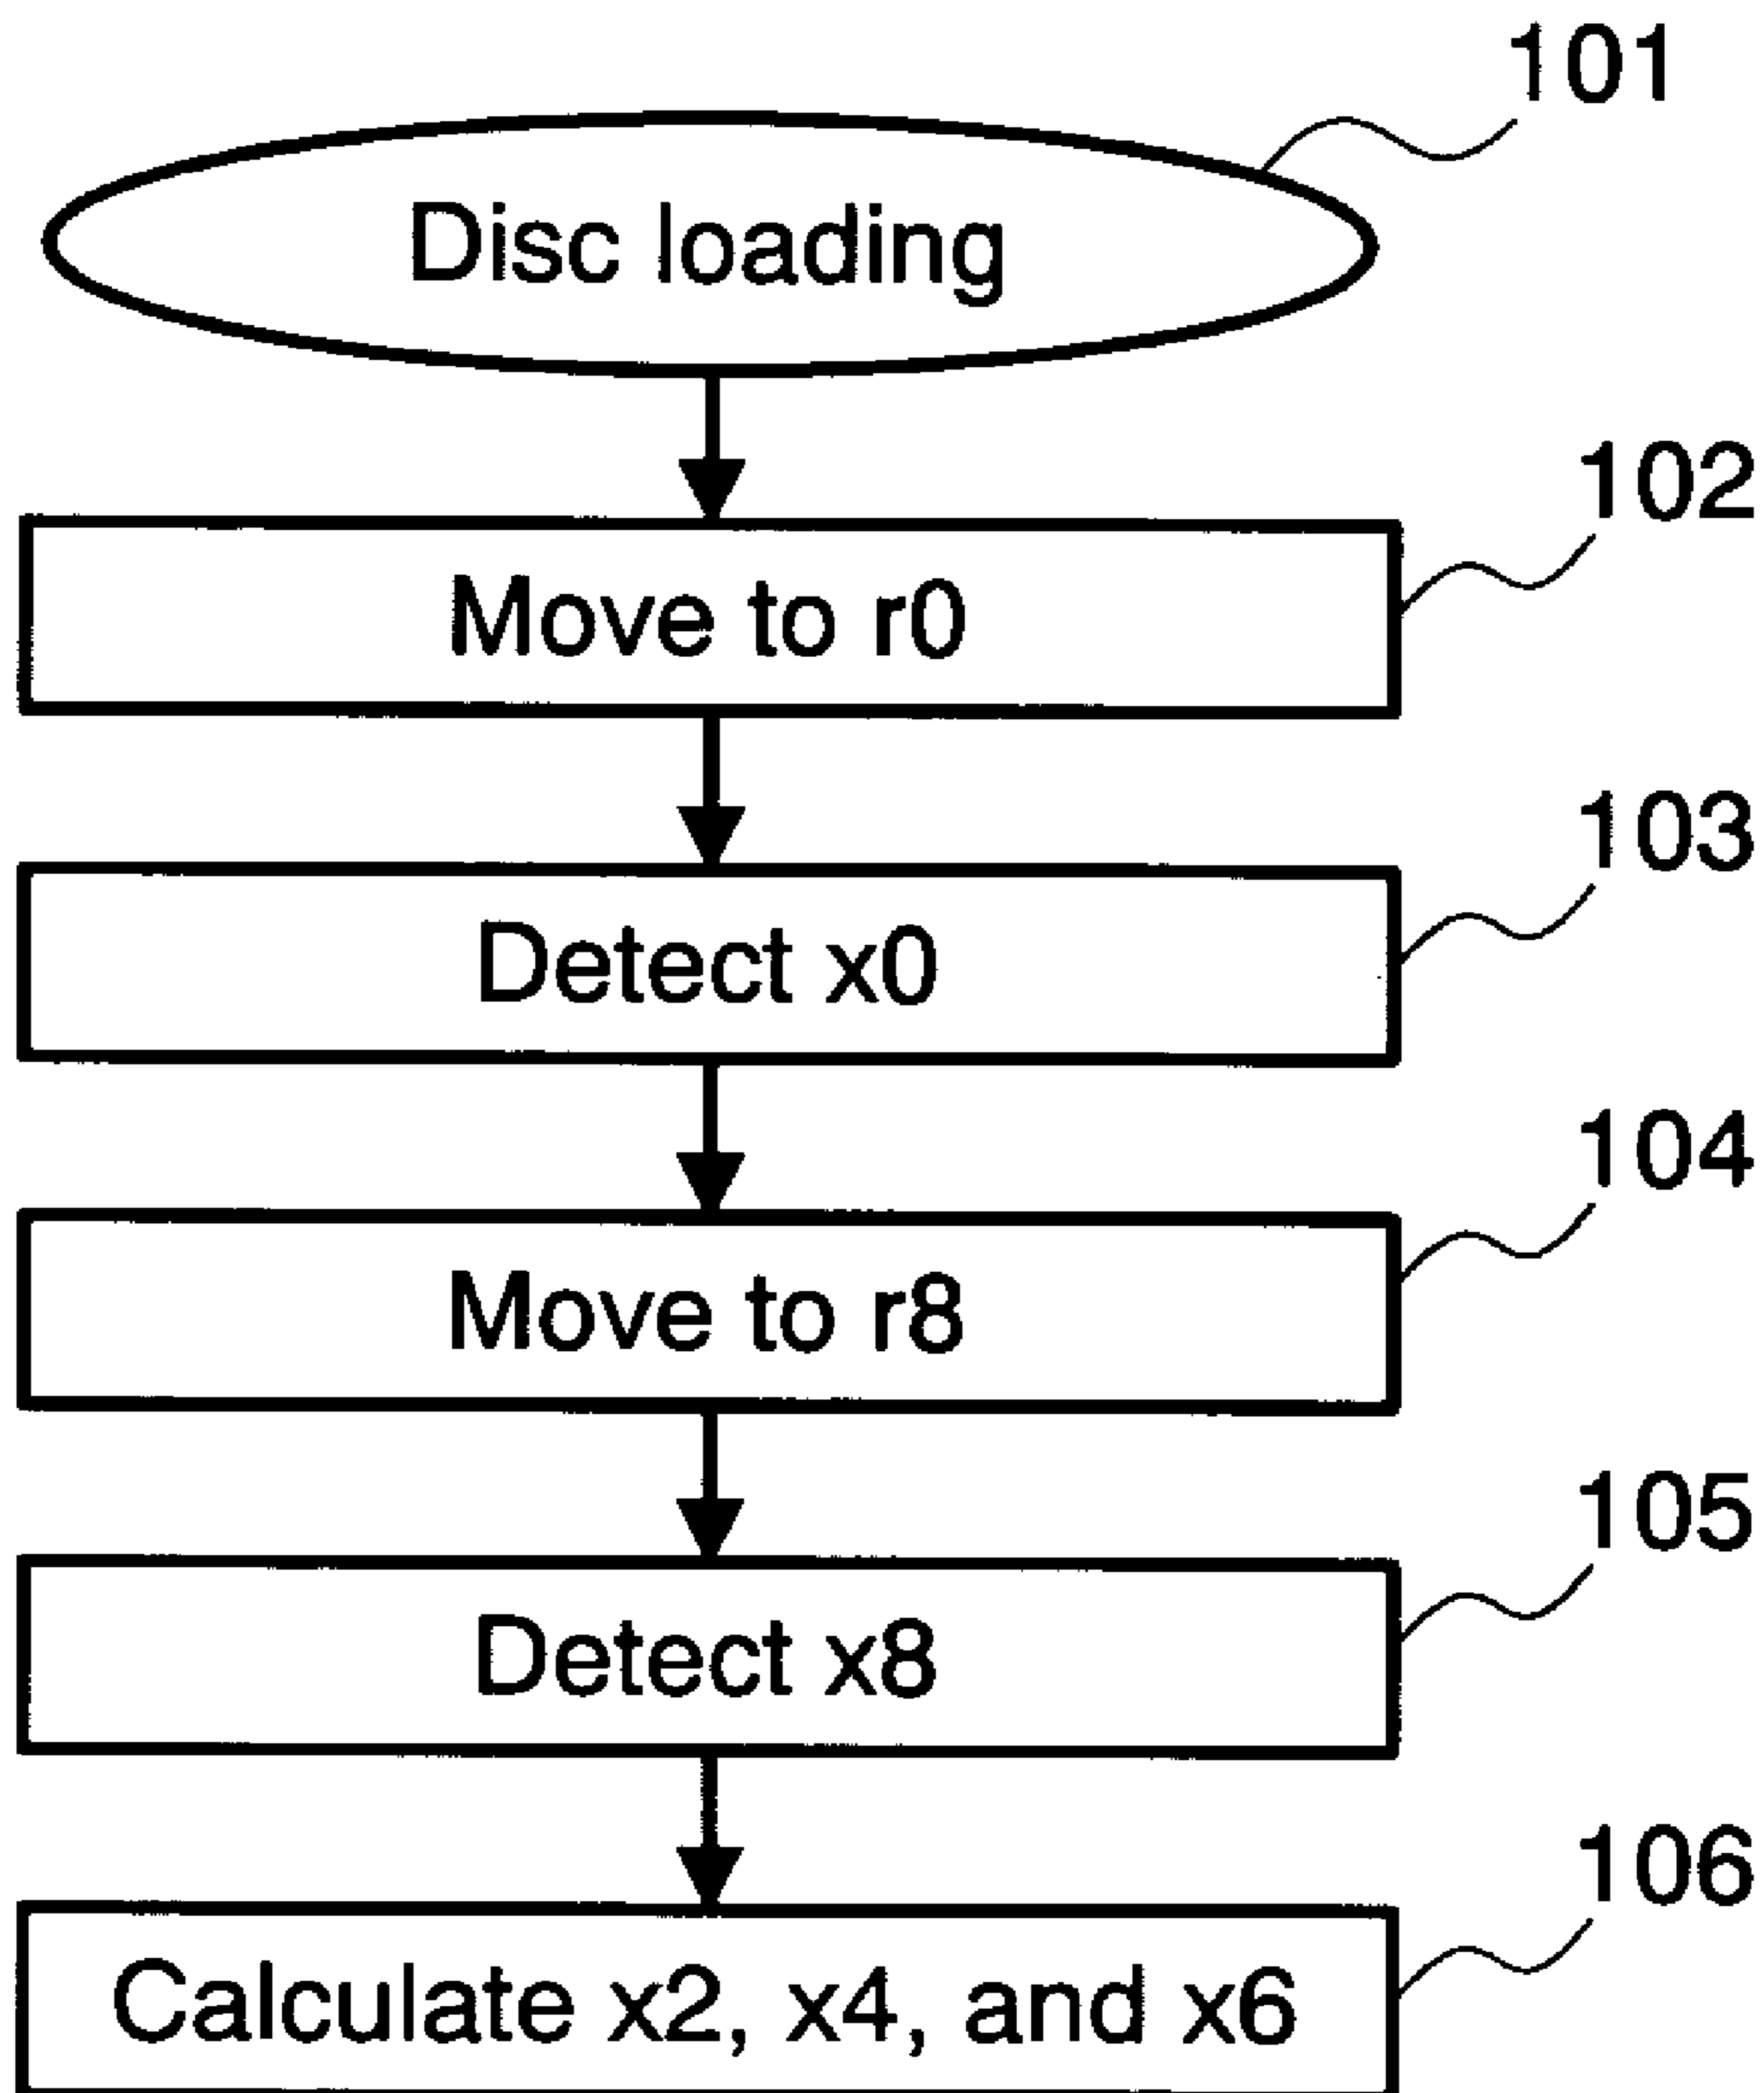 101
Disc loading
102
Move to r0
103
Detect x0
104
Move to r8
105
Detect x8
106
Calculate x2, x4, and x6